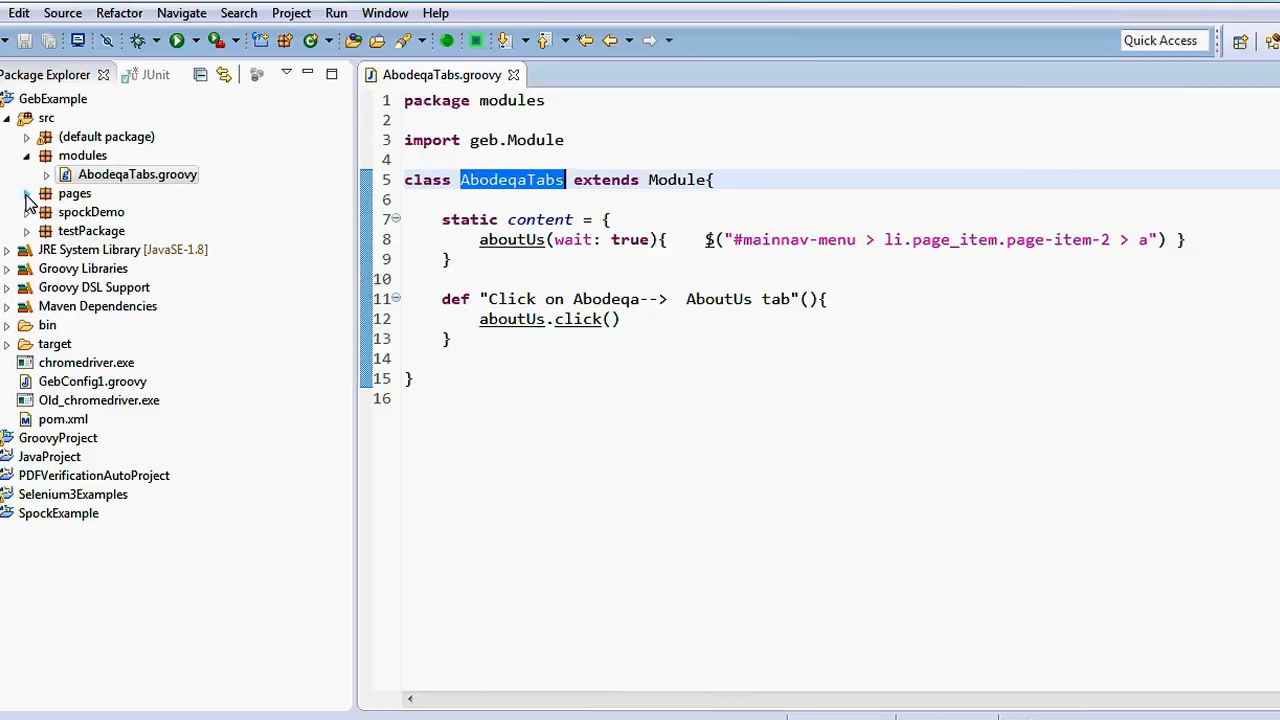 Edit Source Refactor Navigate Search Project Run Window Help
Quick Access
Package Explorer JUnit
AbodeqaTabs.groovy
GebExample
src
(default package)
modules
AbodeqaTabs.groovy
pages
spockDemo
testPackage
JRE System Library [JavaSE-1.8]
Groovy Libraries
Groovy DSL Support
Maven Dependencies
bin
target
chromedriver.exe
GebConfig1.groovy
Old_chromedriver.exe
pom.xml
GroovyProject
JavaProject
PDFVerificationAutoProject
Selenium3Examples
SpockExample
1 package modules
2
3 import geb.Module
4
5 class AbodeqaTabs extends Module{
6
7 static content = {
8 aboutUs(wait: true){ $("#mainnav-menu > li.page_item.page-item-2 > a") }
9 }
10
11 def "Click on Abodeqa--> AboutUs tab"(){
12 aboutUs.click()
13 }
14
15 }
16